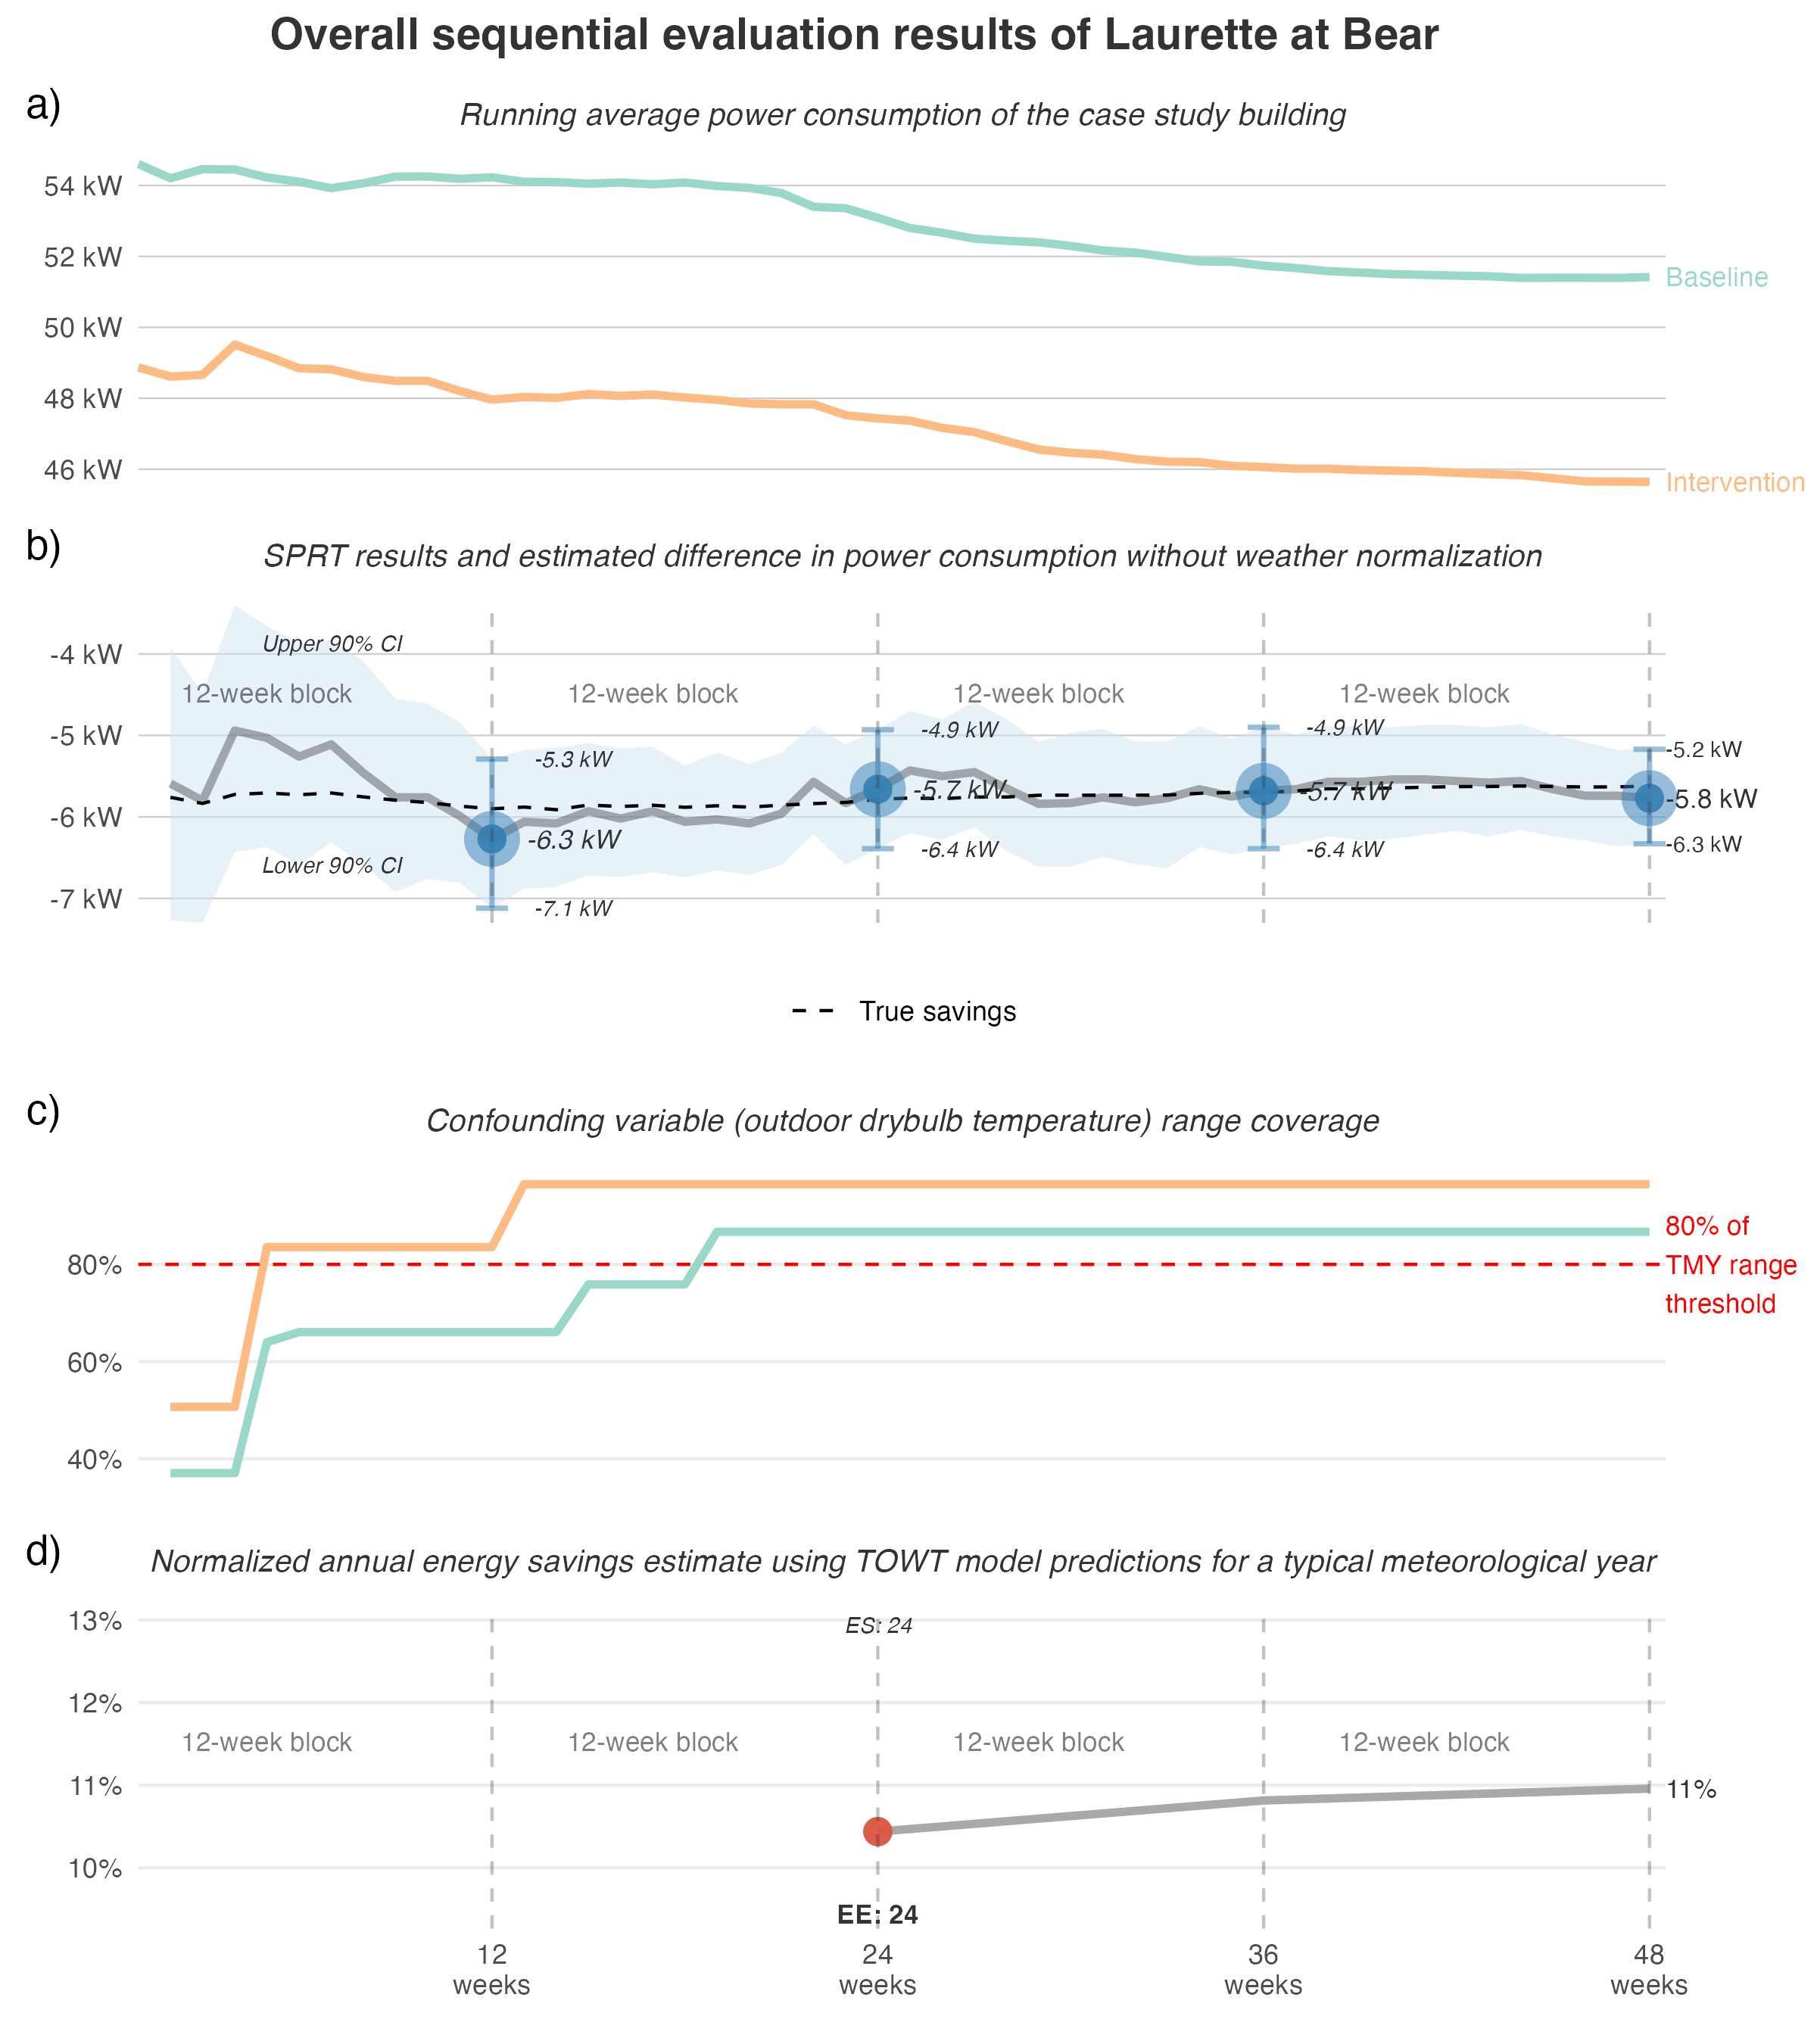 Overall sequential evaluation results of Laurette at Bear
a)
Running average power consumption of the case study building
54 kW
52 kW
Baseline
50 kW
48 kW
46 kW
Intervention
b)
SPRT results and estimated difference in power consumption without weather normalization
Upper 90% CI
-4 kW
12-week block
12-week block
12-week block
12-week block
-4.9 kW
-4.9 kW
-5 kW
-5.2 kW
-5.3 kW
-5.7 kW
-5.7 kW
-5.8 kW
-6 kW
-6.3 kW
-6.4 kW
-6.4 kW
-6.3 kW
Lower 90% CI
-7 kW
-7.1 kW
True savings
c)
Confounding variable (outdoor drybulb temperature) range coverage
80%
60%
40%
80% of
TMY range
threshold
d)
Normalized annual energy savings estimate using TOWT model predictions for a typical meteorological year
13%
ES: 24
12%
12-week block
12-week block
12-week block
12-week block
11%
11%
10%
EE: 24
12
weeks
24
weeks
36
weeks
48
weeks